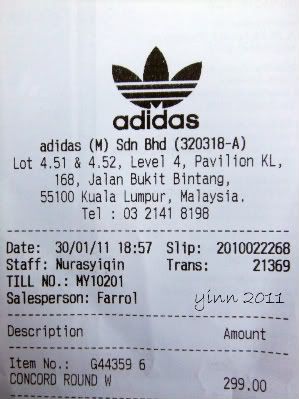 adidas
adidas (M) Sdn Bhd (320318-A)
Lot 4.51 & 4.52, Level 4, Pavilion KL,
168, Jalan Bukit Bintang,
55100 Kuala Lumpur, Malaysia.
Tel : 03 2141 8198
Date: 30/01/11 18:57 Slip: 2010022268
Staff: Nurasyiqin Trans: 21369
TILL NO.: MY10201
Salesperson: Farrol
yinn 2011
Description Amount
Item No.: G44359 6
CONCORD ROUND W 299.00